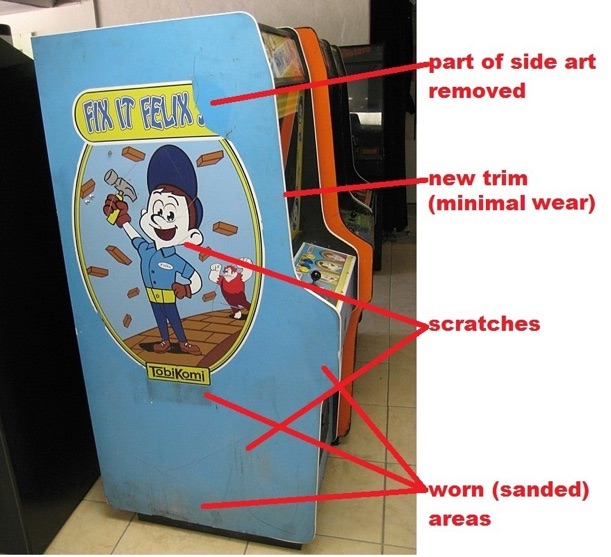 part of side art
removed
FIX IT FELIX J
new trim
(minimal wear)
scratches
TobiKomi
worn (sanded)
areas